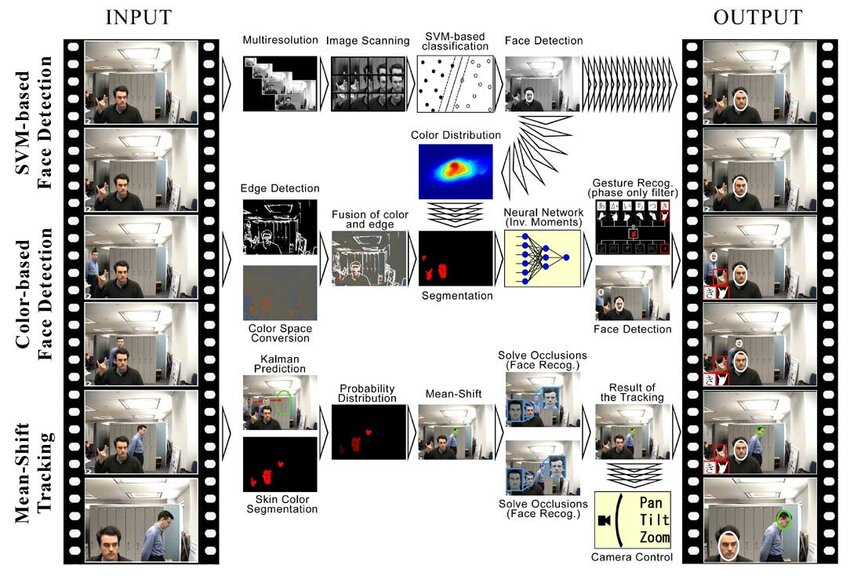 INPUT
OUTPUT
SVM-based
Face Detection
Color-based
Face Detection
Mean-Shift
Tracking
Multiresolution
Image Scanning
SVM-based
classification
Face Detection
Color Distribution
Edge Detection
Fusion of color
and edge
Color Space
Conversion
Segmentation
Neural Network
(Inv. Moments)
Gesture Recog.
(phase only filter)
Face Detection
Kalman
Prediction
Skin Color
Segmentation
Probability
Distribution
Mean-Shift
Solve Occlusions
(Face Recog.)
Solve Occlusions
(Face Recog.)
Result of
the Tracking
Pan
Tilt
Zoom
Camera Control